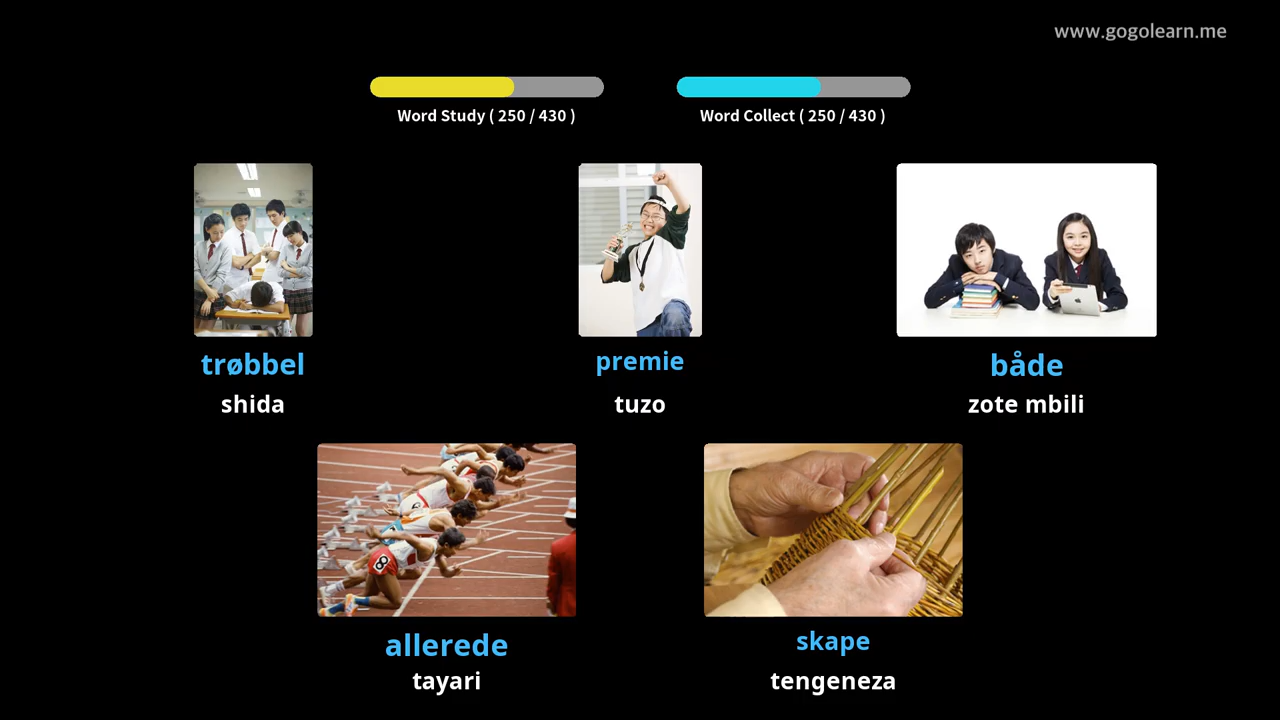 www.gogolearn.me
Word Study ( 250 / 430 )
Word Collect ( 250 / 430 )
trøbbel
shida
premie
tuzo
både
zote mbili
allerede
tayari
skape
tengeneza